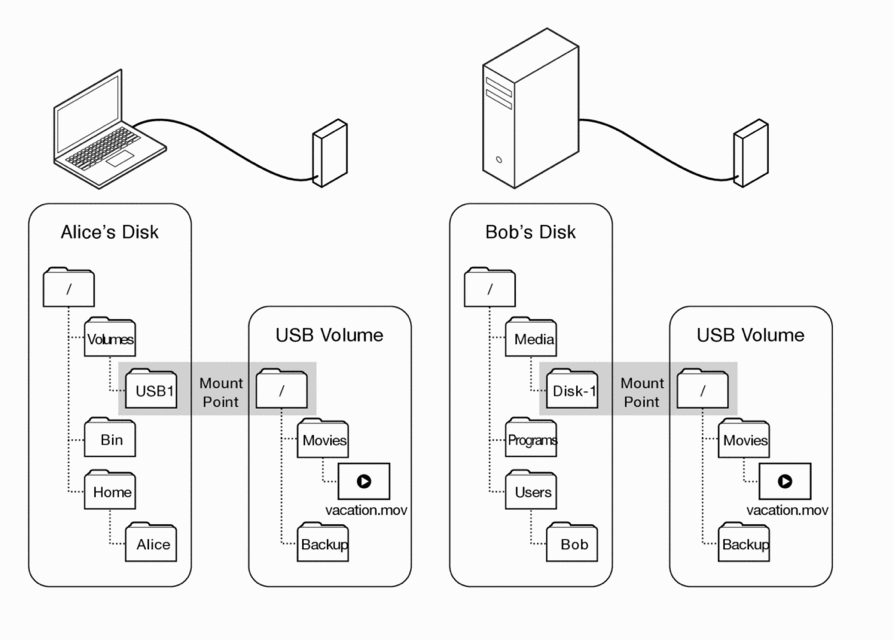 Alice's Disk
/
Volumes
USB1
Bin
Home
Alice
Mount
Point
USB Volume
/
Movies
vacation.mov
Backup
Bob's Disk
/
Media
Disk-1
Programs
Users
Bob
Mount
Point
USB Volume
/
Movies
vacation.mov
Backup